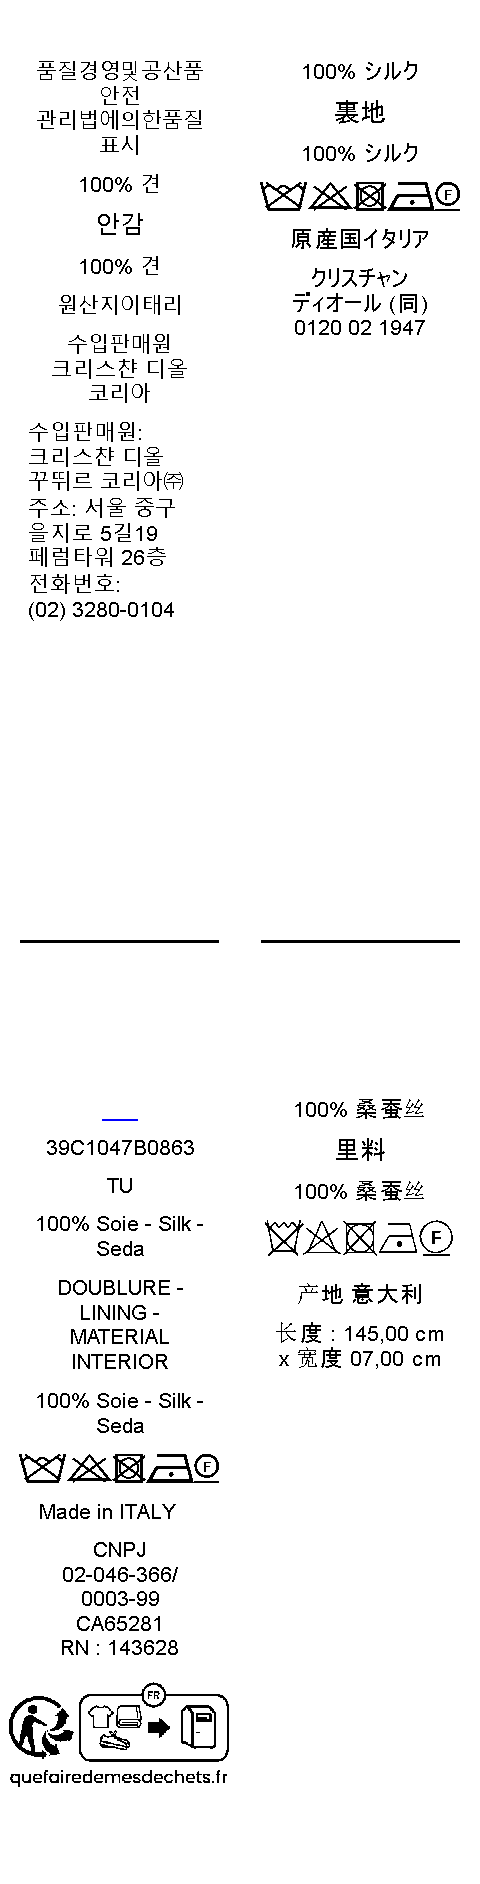 품질경영및공산품
안전
관리법에의한품질
표시
100% 견
안감
100% 견
원산지이태리
수입판매원
크리스챤 디올
코리아
수입판매원:
크리스챤 디올
꾸뛰르 코리아㈜
주소: 서울 중구
을지로 5길19
페럼타워 26층
전화번호:
(02) 3280-0104
100% シルク
裏地
100% シルク
F
原産国イタリア
クリスチャン
ディオール (同)
0120 02 1947
39C1047B0863
TU
100% Soie - Silk -
Seda
DOUBLURE -
LINING -
MATERIAL
INTERIOR
100% Soie - Silk -
Seda
F
Made in ITALY
CNPJ
02-046-366/
0003-99
CA65281
RN : 143628
FR
quefairedemesdechets.fr
100% 桑蚕丝
里料
100% 桑蚕丝
F
产地 意大利
长度 : 145,00 cm
x 宽度 07,00 cm